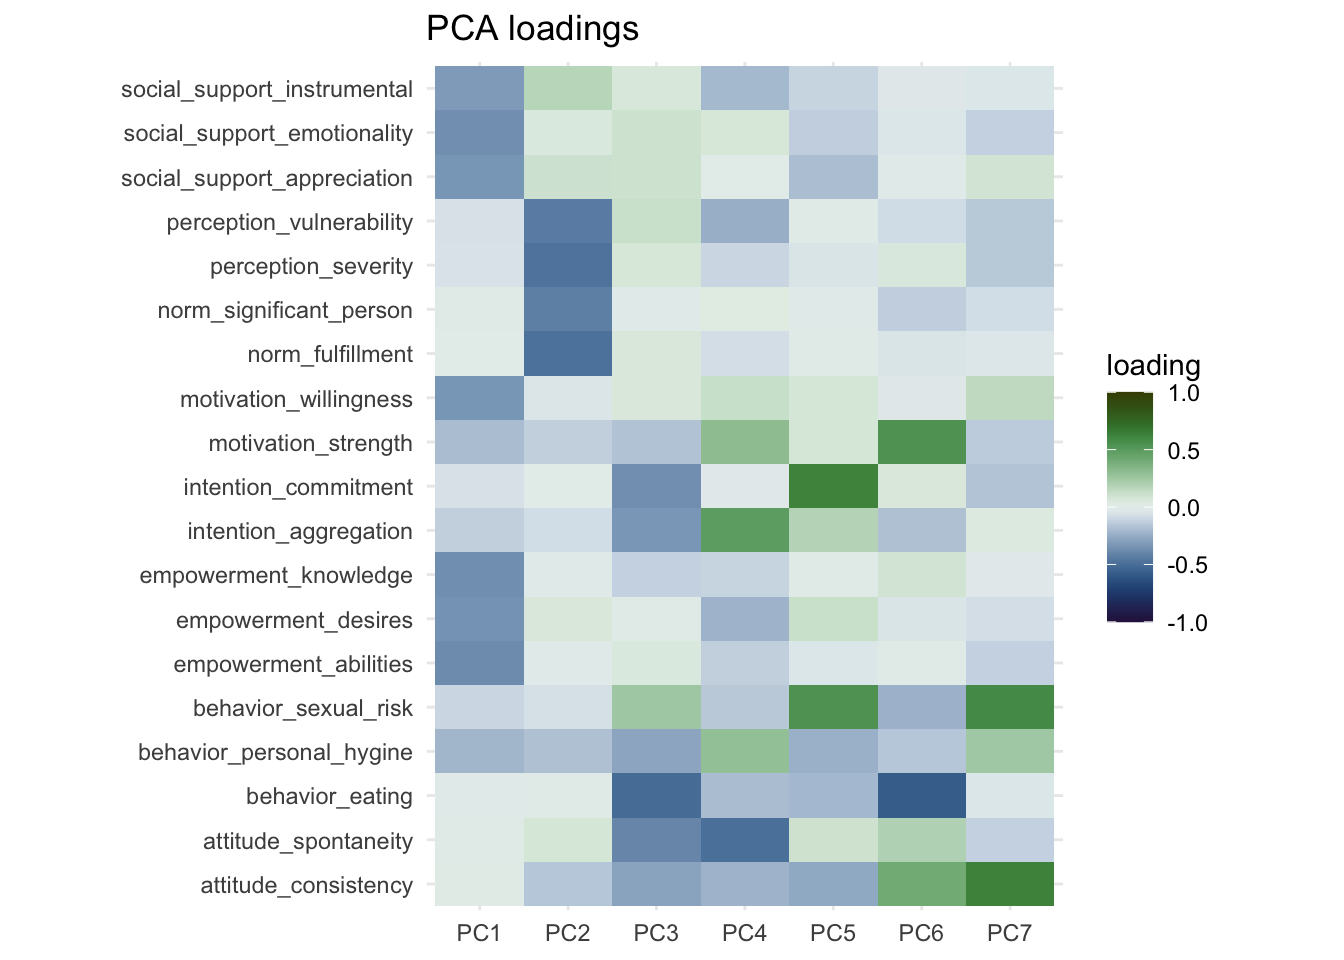 PCA loadings
social_support_instrumental
social_support_emotionality
social_support_appreciation
perception_vulnerability
perception_severity
norm_significant_person
norm_fulfillment
motivation_willingness
motivation_strength
intention_commitment
intention_aggregation
empowerment_knowledge
empowerment_desires
empowerment_abilities
behavior_sexual_risk
behavior_personal_hygine
behavior_eating
attitude_spontaneity
attitude_consistency
PC1 PC2 PC3 PC4 PC5 PC6 PC7
loading
1.0
0.5
0.0
-0.5
-1.0